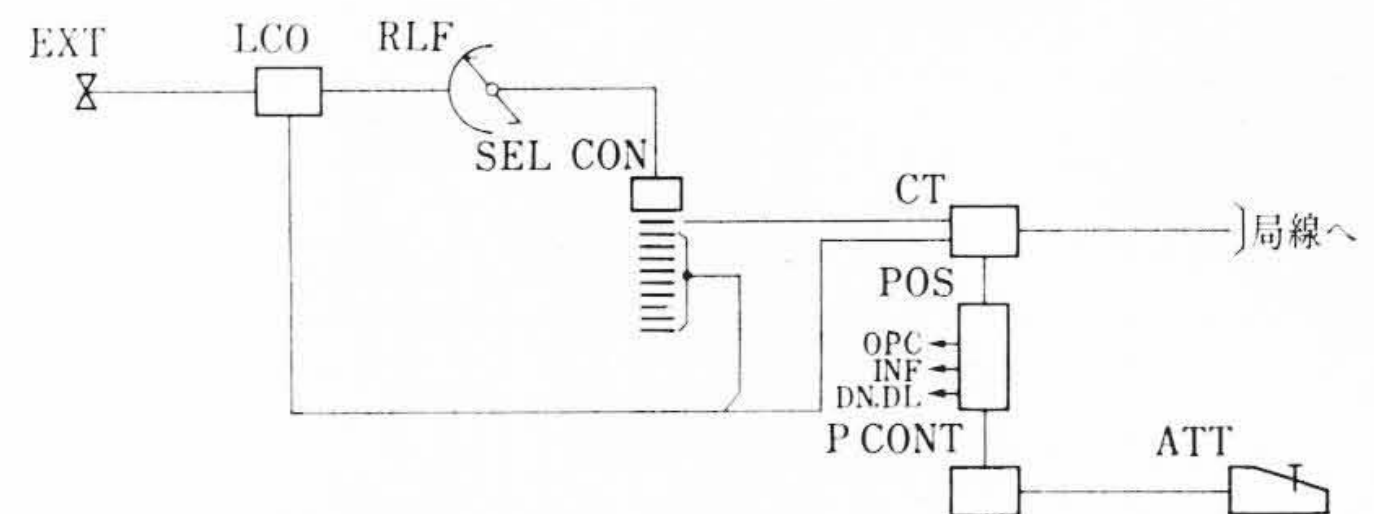 EXT
LCO
RLF
SEL CON
CT
局線へ
POS
OPC
INF
DN.DL
P CONT
ATT